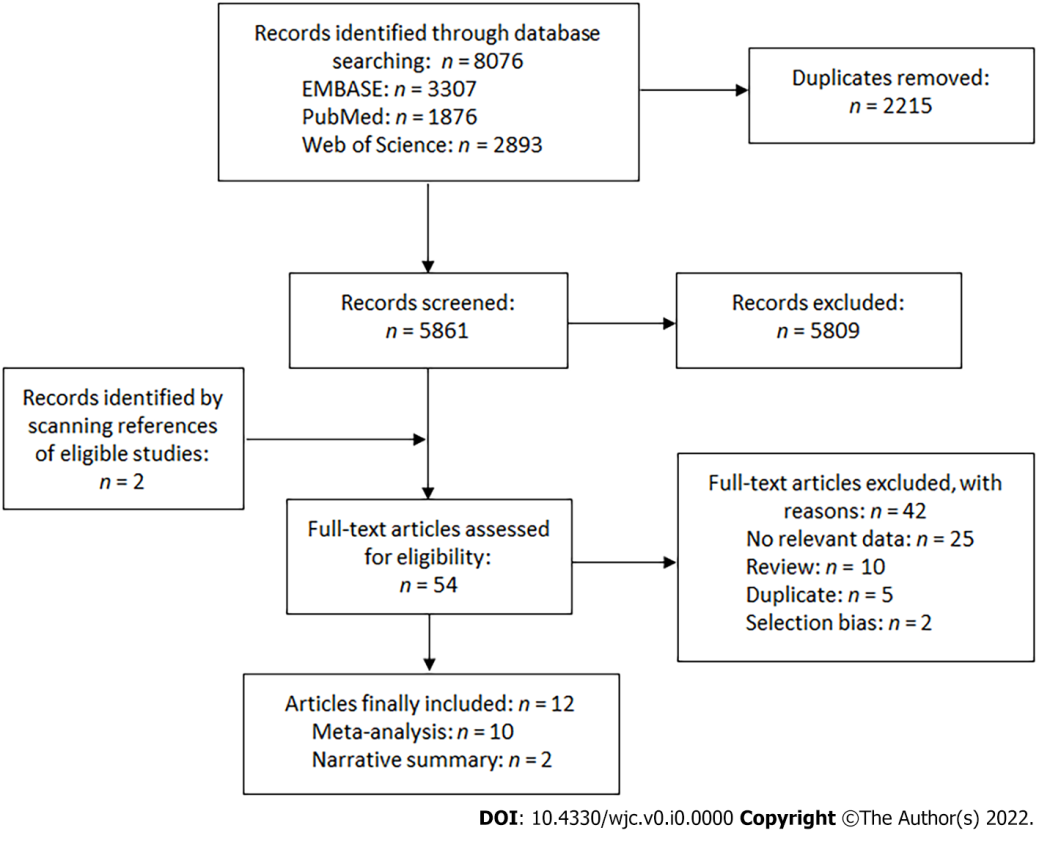 Records identified through database
searching: n = 8076
EMBASE: n = 3307
PubMed: n = 1876
Web of Science: n = 2893
Duplicates removed:
n = 2215
Records screened:
n = 5861
Records excluded:
n = 5809
Records identified by
scanning references
of eligible studies:
n = 2
Full-text articles assessed
for eligibility:
n = 54
Full-text articles excluded, with
reasons: n = 42
No relevant data: n = 25
Review: n = 10
Duplicate: n = 5
Selection bias: n = 2
Articles finally included: n = 12
Meta-analysis: n = 10
Narrative summary: n = 2
DOI: 10.4330/wjc.v0.i0.0000 Copyright ©The Author(s) 2022.